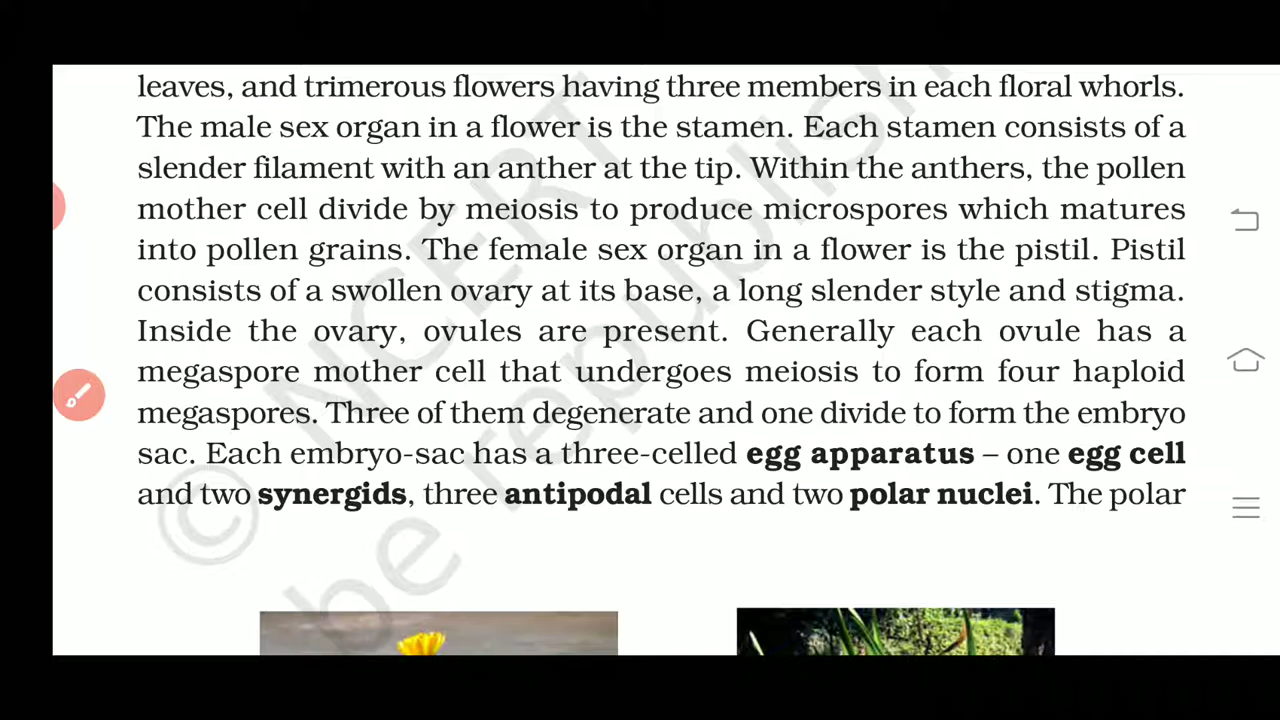 leaves, and trimerous flowers having three members in each floral whorls.
The male sex organ in a flower is the stamen. Each stamen consists of a
slender filament with an anther at the tip. Within the anthers, the pollen
mother cell divide by meiosis to produce microspores which matures
into pollen grains. The female sex organ in a flower is the pistil. Pistil
consists of a swollen ovary at its base, a long slender style and stigma.
Inside the ovary, ovules are present. Generally each ovule has a
megaspore mother cell that undergoes meiosis to form four haploid
megaspores. Three of them degenerate and one divide to form the embryo
sac. Each embryo-sac has a three-celled egg apparatus – one egg cell
and two synergids, three antipodal cells and two polar nuclei. The polar
© NCERT
be republish